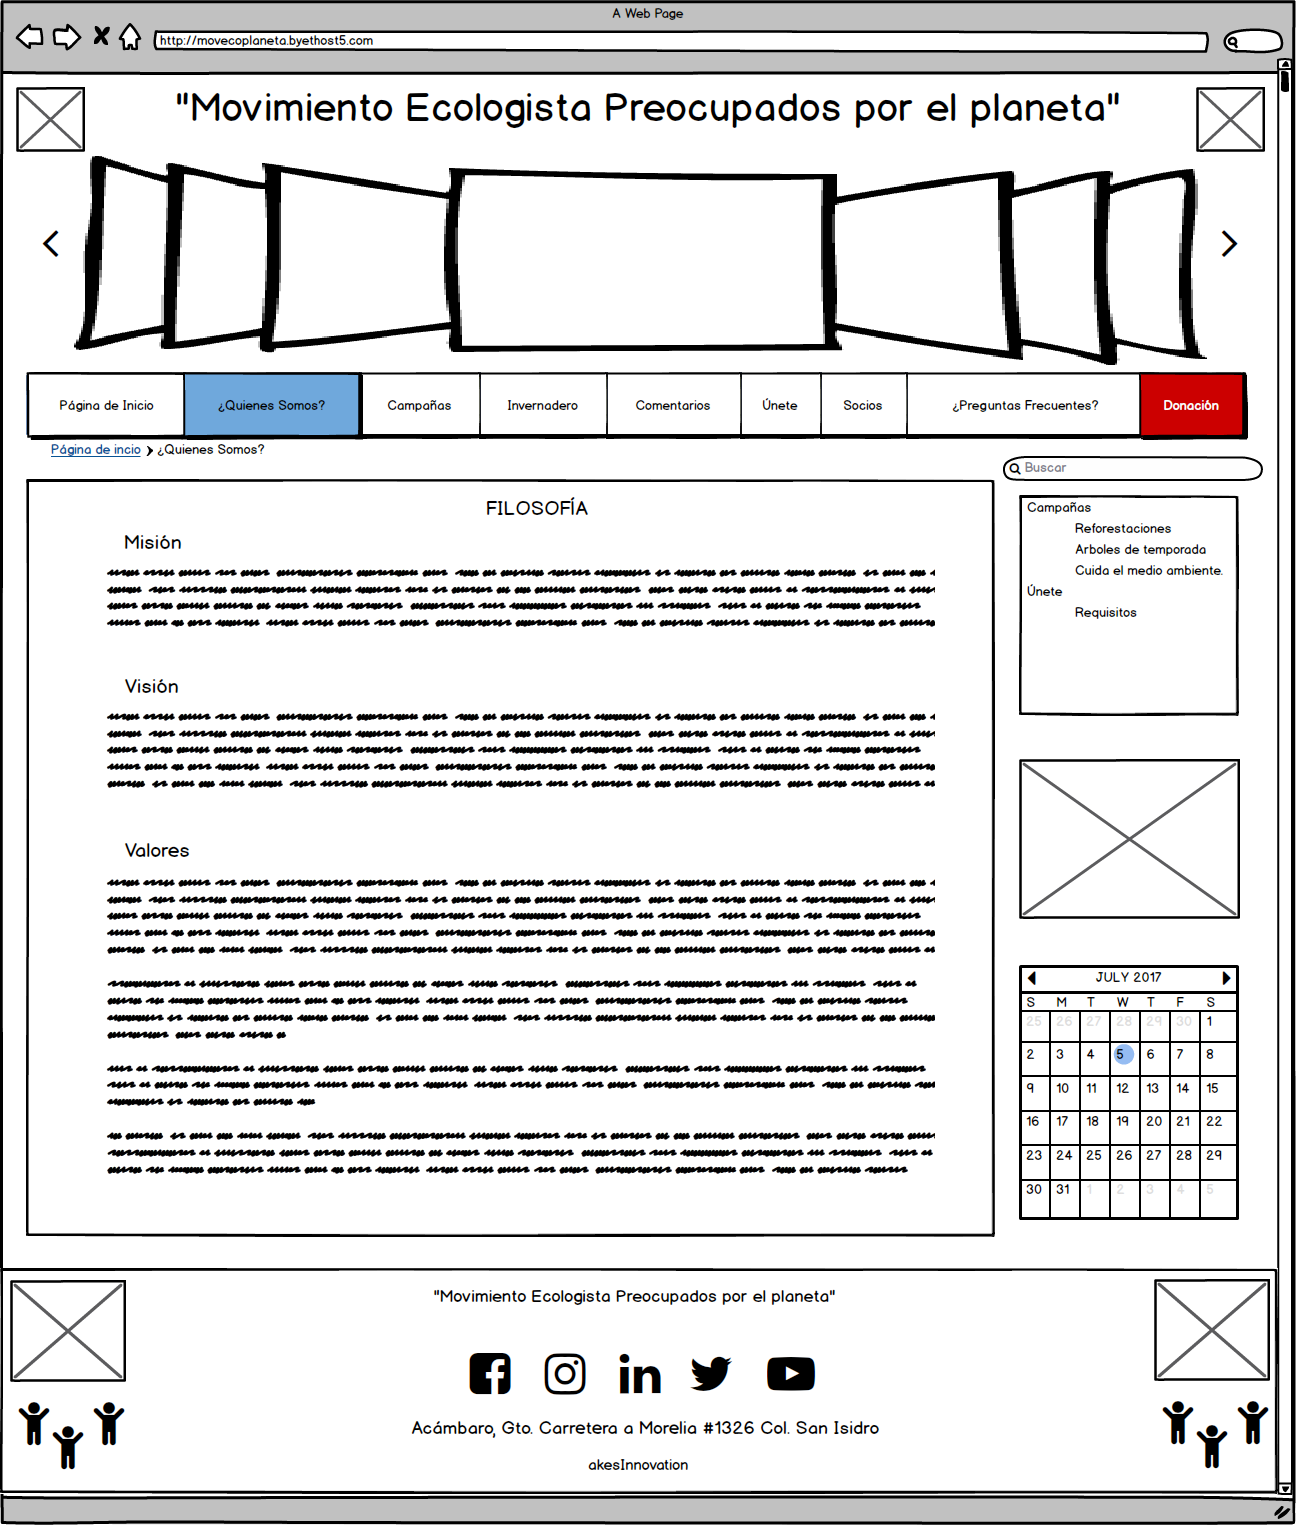 A Web Page
http://movecoplaneta.byethost5.com
"Movimiento Ecologista Preocupados por el planeta"
Página de Inicio ¿Quienes Somos? Campañas Invernadero Comentarios Únete Socios ¿Preguntas Frecuentes? Donación
Página de incio ¿Quienes Somos?
Buscar
FILOSOFÍA
Misión
Visión
Valores
Campañas
Reforestaciones
Arboles de temporada
Cuida el medio ambiente.
Únete
Requisitos
JULY 2017
S M T W T F S
25 26 27 28 29 30 1
2 3 4 5 6 7 8
9 10 11 12 13 14 15
16 17 18 19 20 21 22
23 24 25 26 27 28 29
30 31 1 2 3 4 5
"Movimiento Ecologista Preocupados por el planeta"
Acámbaro, Gto. Carretera a Morelia #1326 Col. San Isidro
akesInnovation